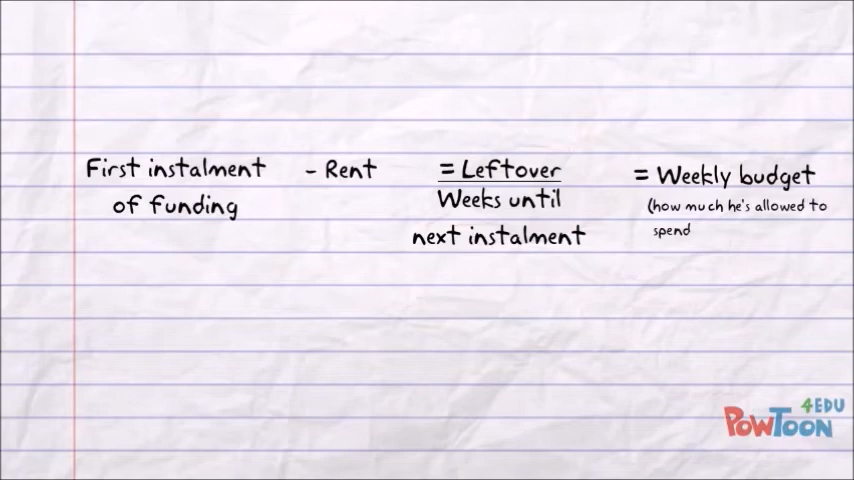 First instalment
of funding
- Rent
= Leftover
Weeks until
next instalment
= Weekly budget
(how much he's allowed to
spend
4EDU
PowToon